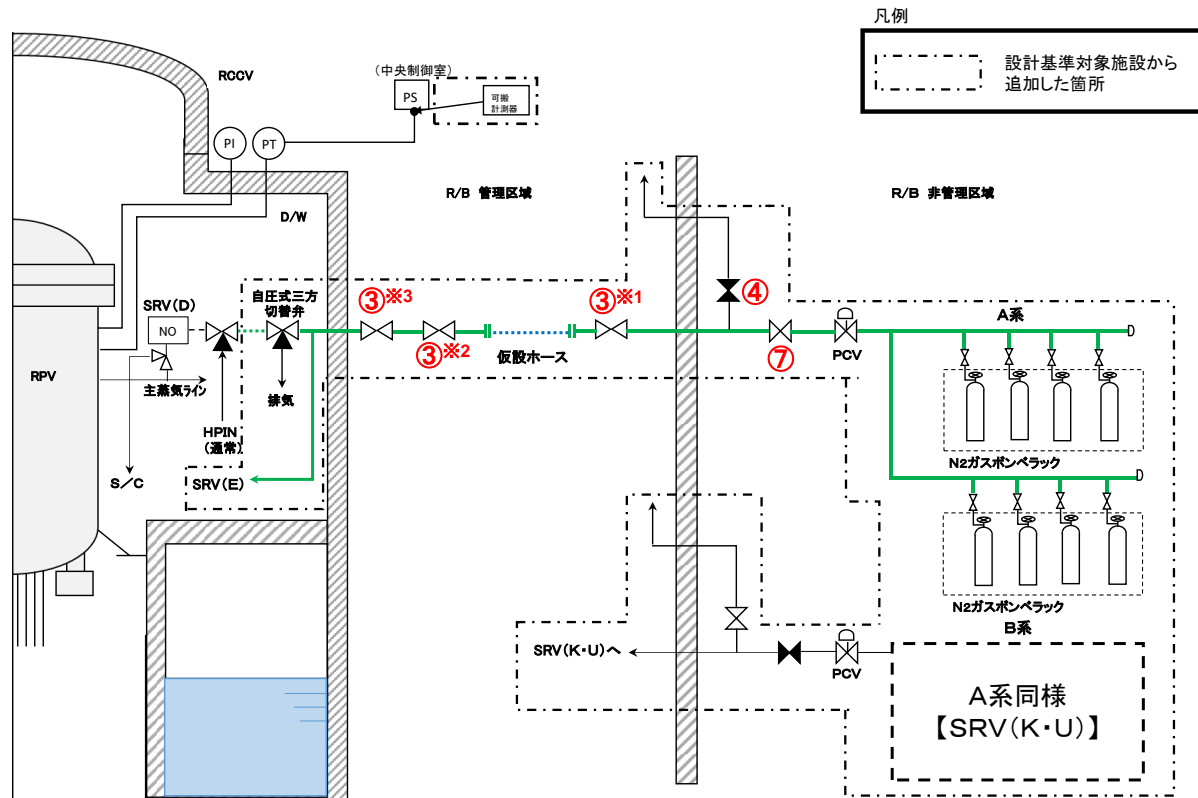 凡例
設計基準対象施設から
追加した箇所
RCCV
(中央制御室)
PS
可搬
計測器
PI
PT
R/B 管理区域
R/B 非管理区域
D/W
SRV(D)
自圧式三方
切替弁
NO
③※3
③※2
③※1
④
⑦
仮設ホース
PCV
A系
RPV
主蒸気ライン
排気
HPIN
(通常)
S/C
SRV(E)
N2ガスボンベラック
N2ガスボンベラック
B系
SRV(K・U)へ
PCV
A系同様
【SRV(K・U)】